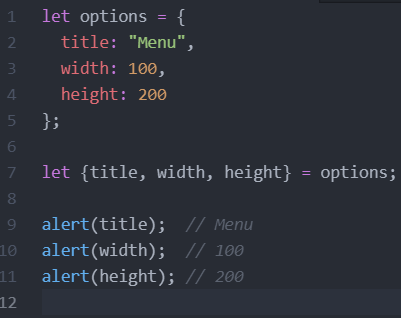 1 let options = {
2   title: "Menu",
3   width: 100,
4   height: 200
5 };
6
7 let {title, width, height} = options;
8
9 alert(title);  // Menu
10 alert(width);  // 100
11 alert(height); // 200
12